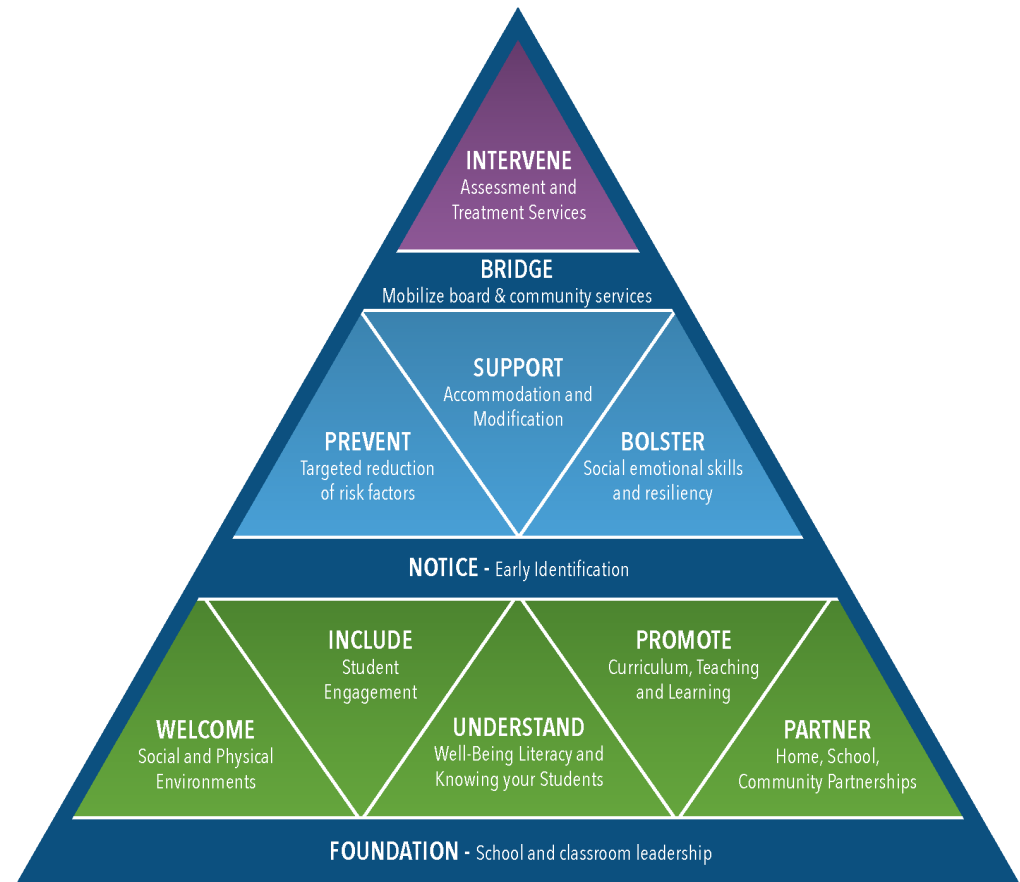 INTERVENE
Assessment and
Treatment Services
BRIDGE
Mobilize board & community services
SUPPORT
Accommodation and
Modification
PREVENT
Targeted reduction
of risk factors
BOLSTER
Social emotional skills
and resiliency
NOTICE - Early Identification
INCLUDE
Student
Engagement
PROMOTE
Curriculum, Teaching
and Learning
WELCOME
Social and Physical
Environments
UNDERSTAND
Well-Being Literacy and
Knowing your Students
PARTNER
Home, School,
Community Partnerships
FOUNDATION - School and classroom leadership